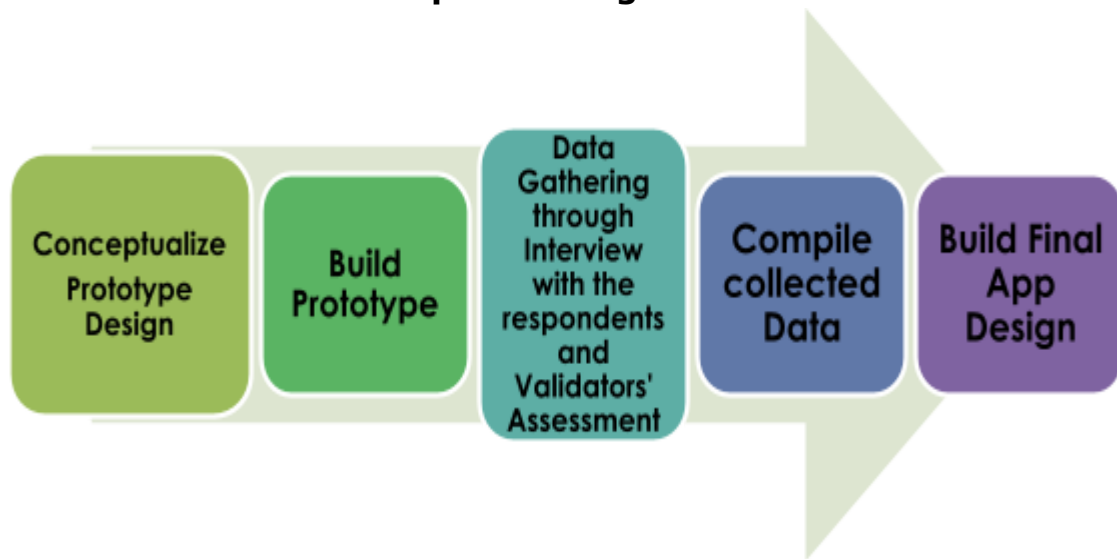 Conceptualize
Prototype
Design
Build
Prototype
Data
Gathering
through
Interview
with the
respondents
and
Validators'
Assessment
Compile
collected
Data
Build Final
App
Design